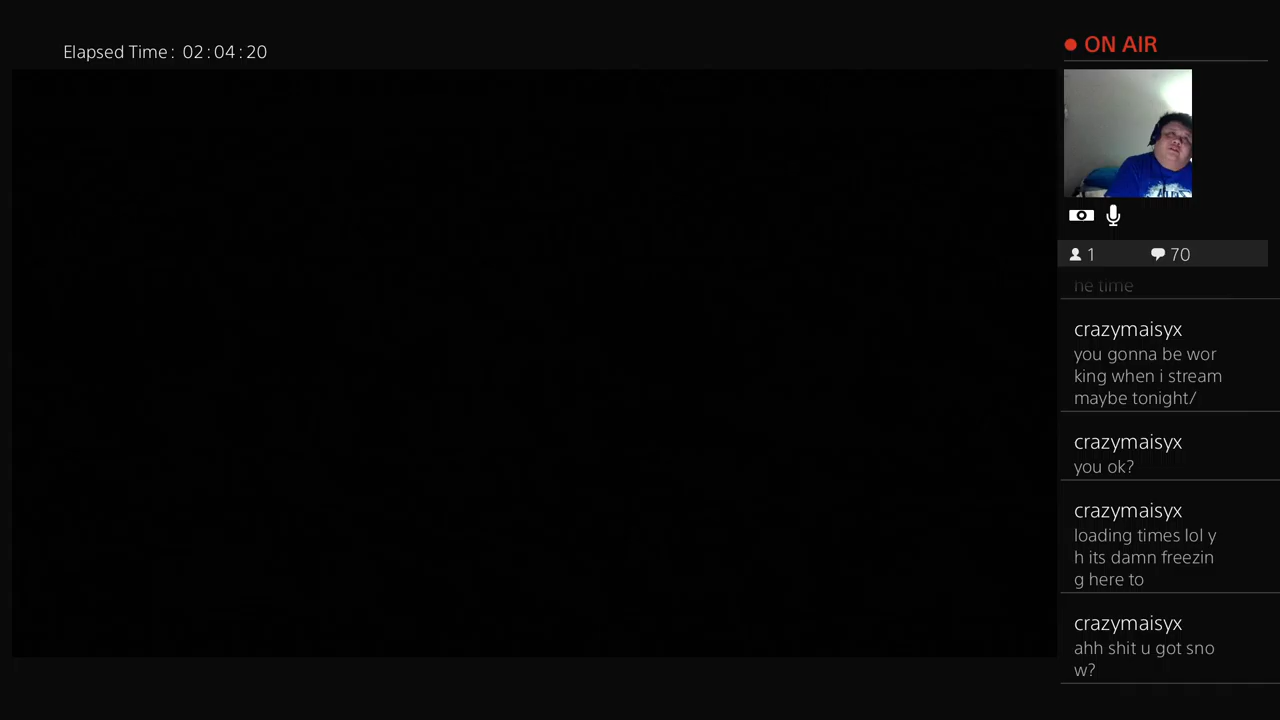 Elapsed Time: 02:04:20
ON AIR
1 70
he time
crazymaisyx
you gonna be wor
king when i stream
maybe tonight/
crazymaisyx
you ok?
crazymaisyx
loading times lol y
h its damn freezin
g here to
crazymaisyx
ahh shit u got sno
w?